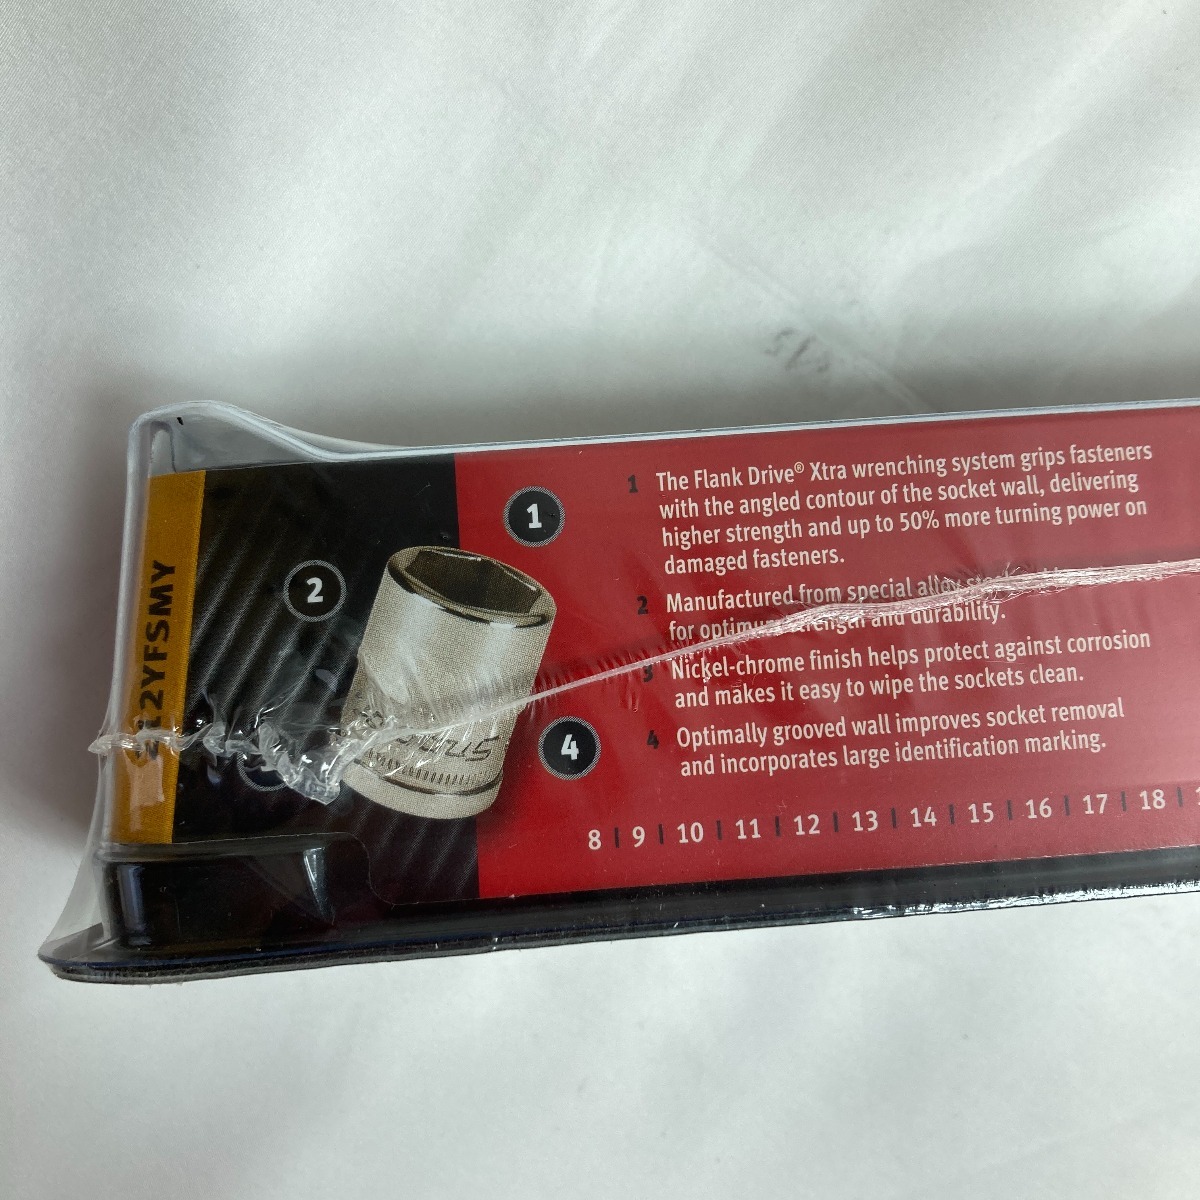 The Flank Drive® Xtra wrenching system grips fasteners
with the angled contour of the socket wall, delivering
higher strength and up to 50% more turning power on
damaged fasteners.
Manufactured from special alloy
for optimum strength and durability.
Nickel-chrome finish helps protect against corrosion
and makes it easy to wipe the sockets clean.
Optimally grooved wall improves socket removal
and incorporates large identification marking.
8 | 9 | 10 | 11 | 12 | 13 | 14 | 15 | 16 | 17 | 18 |
1
2
3
4
1
2
4
212YFSMY